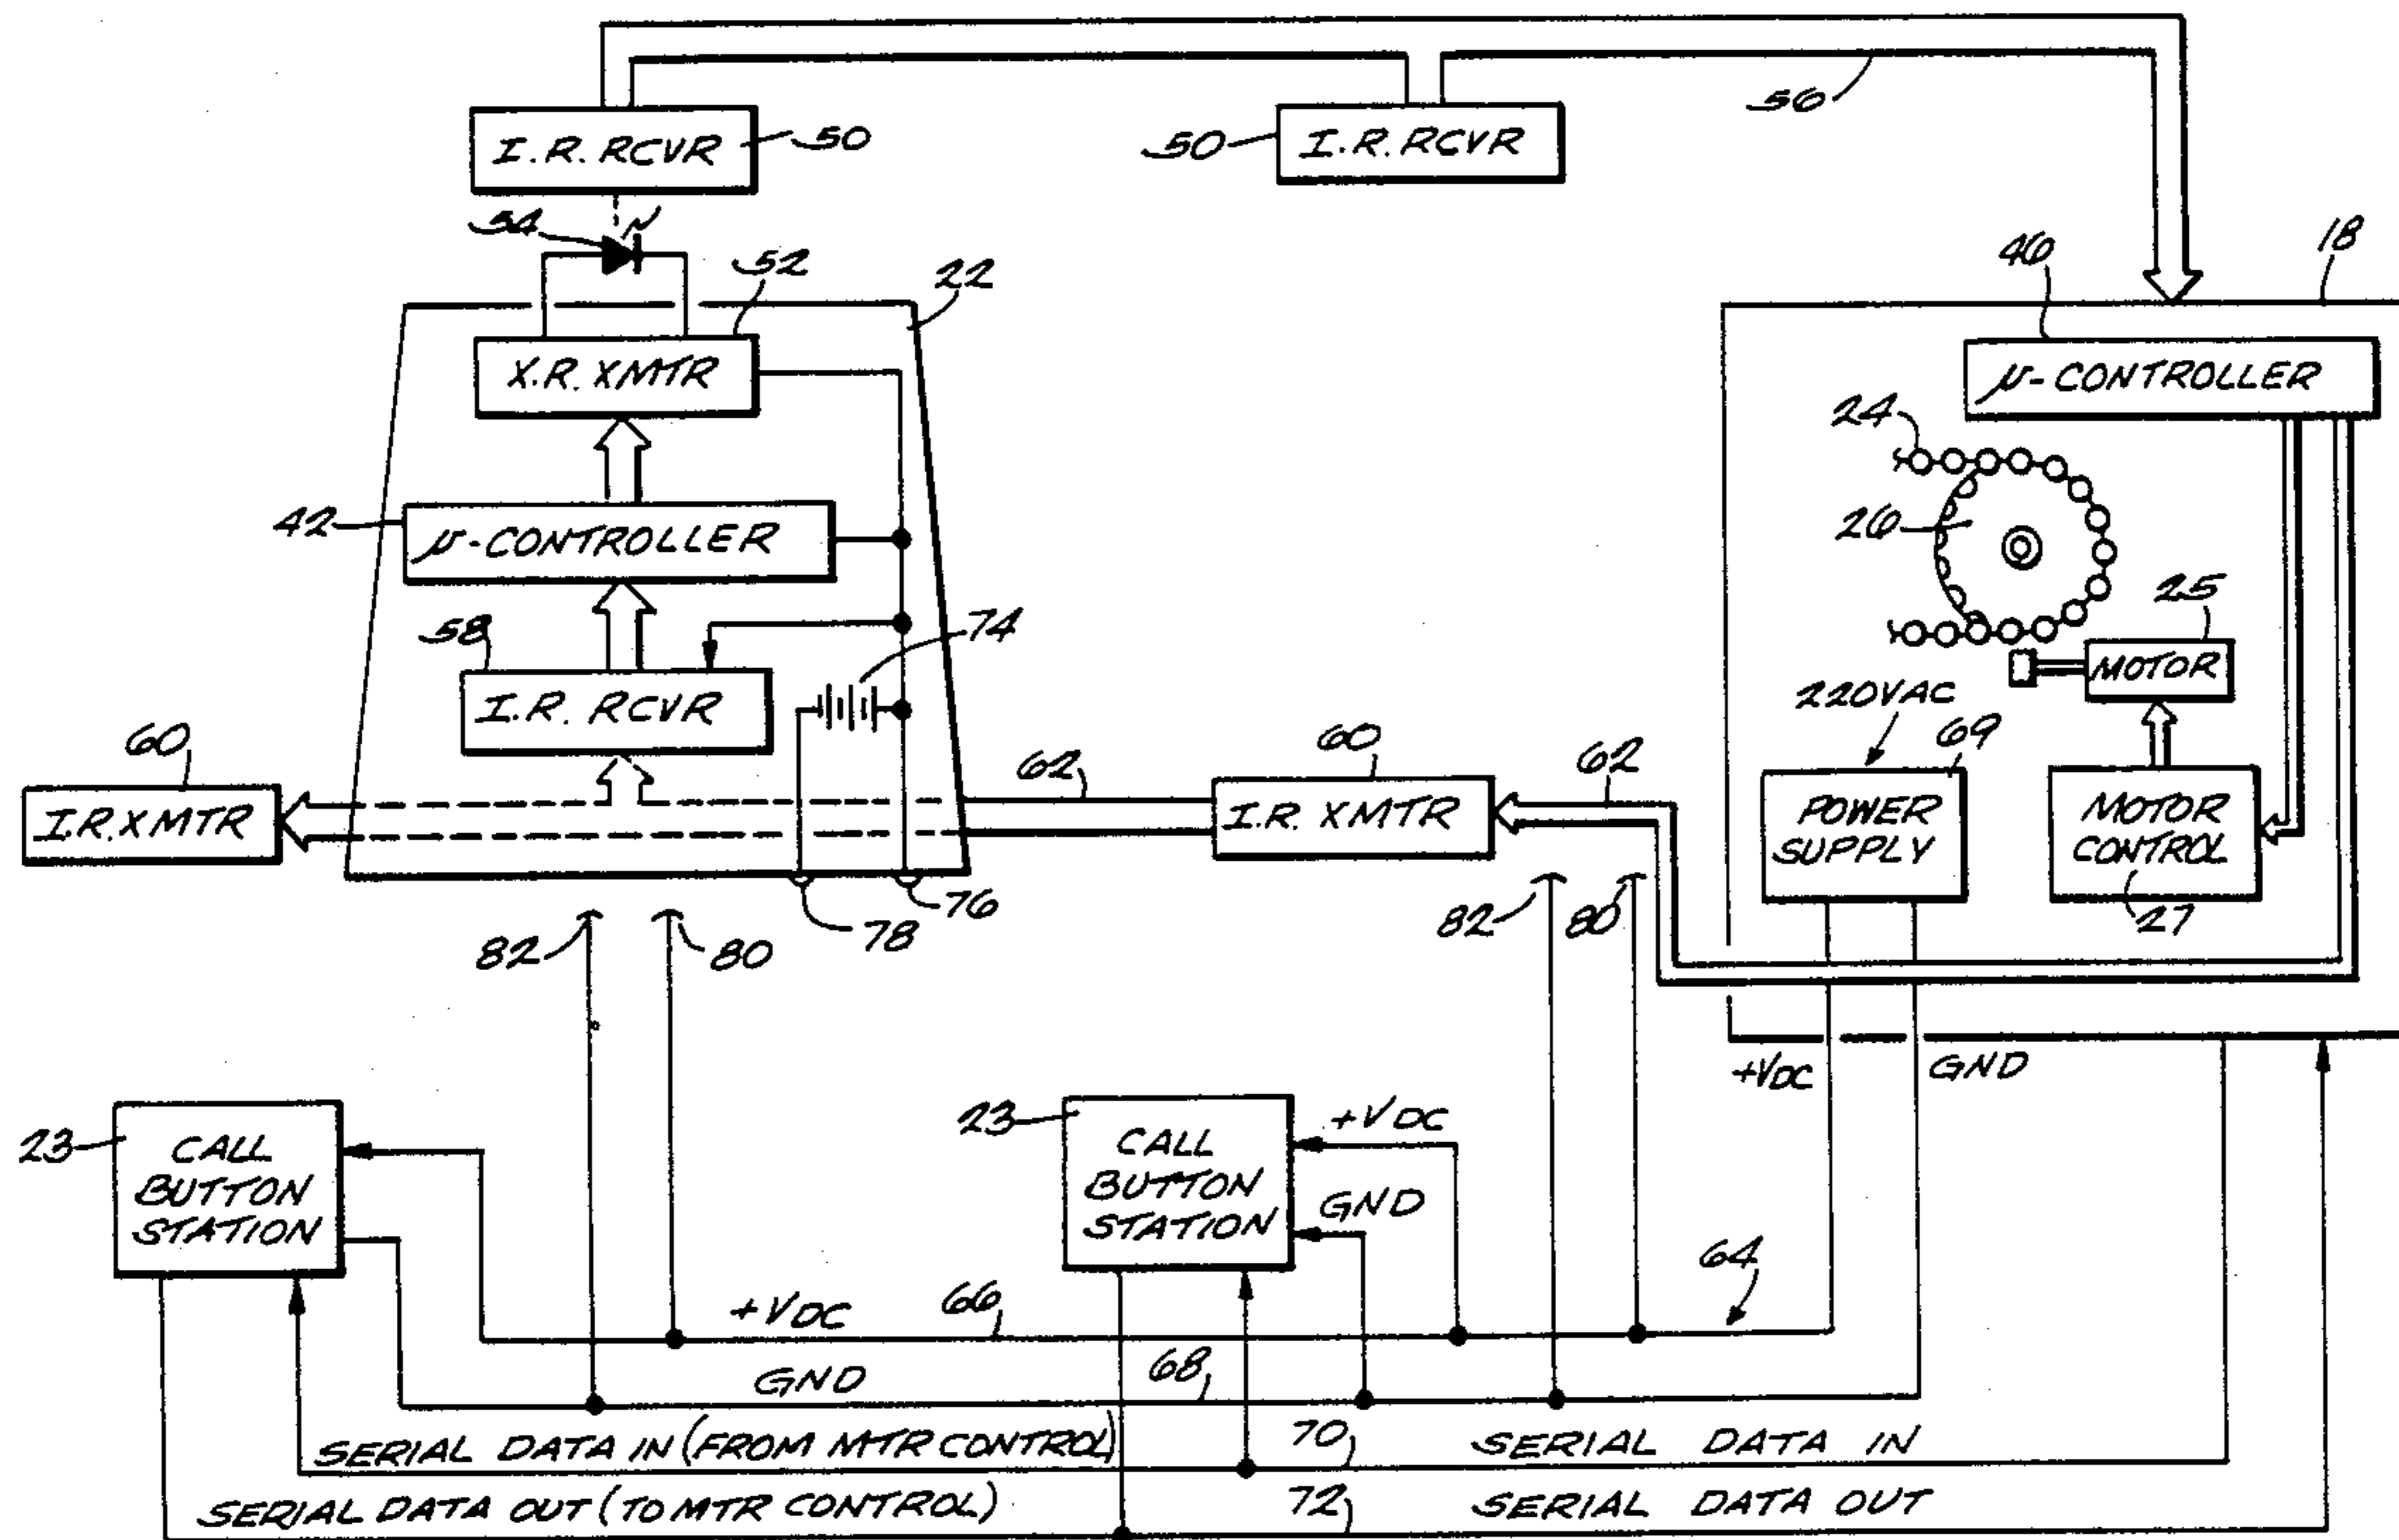 56
I.R. RCVR
50
50
I.R. RCVR
54
52
22
46
18
X.R. XMTR
µ-CONTROLLER
24
42
µ-CONTROLLER
26
25
58
74
MOTOR
I.R. RCVR
220VAC
69
60
62
60
62
I.R. XMTR
I.R. XMTR
POWER
SUPPLY
MOTOR
CONTROL
27
82
80
78
76
82
80
+VDC
GND
23
CALL
BUTTON
STATION
23
CALL
BUTTON
STATION
+VDC
GND
64
+VDC
66
GND
68
SERIAL DATA IN (FROM MTR CONTROL)
70
SERIAL DATA IN
SERIAL DATA OUT (TO MTR CONTROL)
72
SERIAL DATA OUT